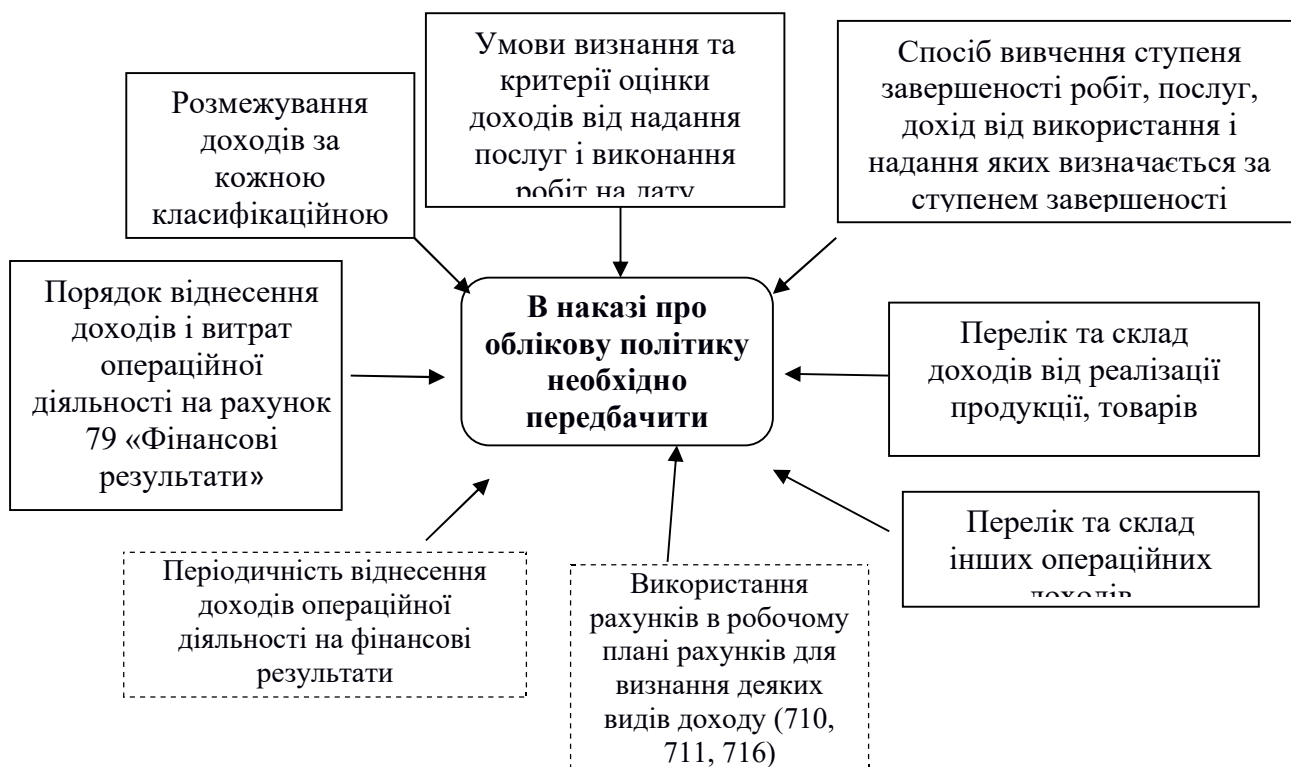 Розмежування
доходів за
кожною
класифікаційною
Умови визнання та
критерії оцінки
доходів від надання
послуг і виконання
робіт на дату
Спосіб вивчення ступеня
завершеності робіт, послуг,
дохід від використання і
надання яких визначається за
ступенем завершеності
Порядок віднесення
доходів і витрат
операційної
діяльності на рахунок
79 «Фінансові
результати»
В наказі про
облікову політику
необхідно
передбачити
Перелік та склад
доходів від реалізації
продукції, товарів
Перелік та склад
інших операційних
доходів
Періодичність віднесення
доходів операційної
діяльності на фінансові
результати
Використання
рахунків в робочому
плані рахунків для
визнання деяких
видів доходу (710,
711, 716)